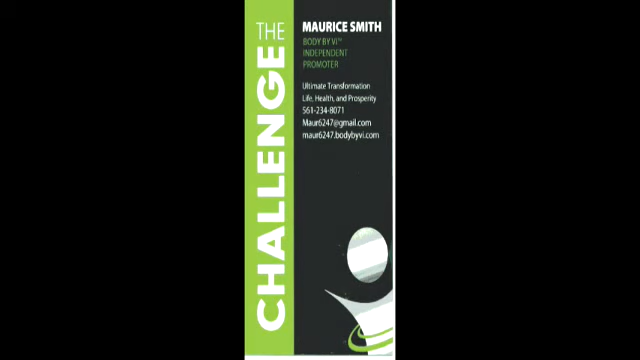 THE
CHALLENGE
MAURICE SMITH
BODY BY Vi™
INDEPENDENT
PROMOTER
Ultimate Transformation
Life, Health, and Prosperity
561-234-8071
Maur6247@gmail.com
maur6247.bodybyvi.com